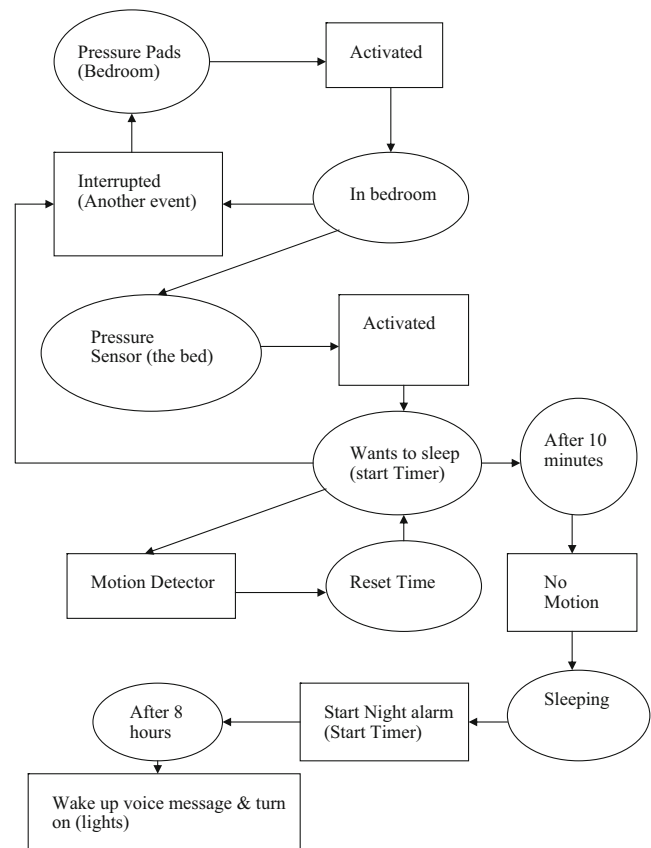 Pressure Pads
(Bedroom)
Activated
Interrupted
(Another event)
In bedroom
Pressure
Sensor (the bed)
Activated
Wants to sleep
(start Timer)
After 10
minutes
Motion Detector
Reset Time
No
Motion
Sleeping
Start Night alarm
(Start Timer)
After 8
hours
Wake up voice message & turn
on (lights)